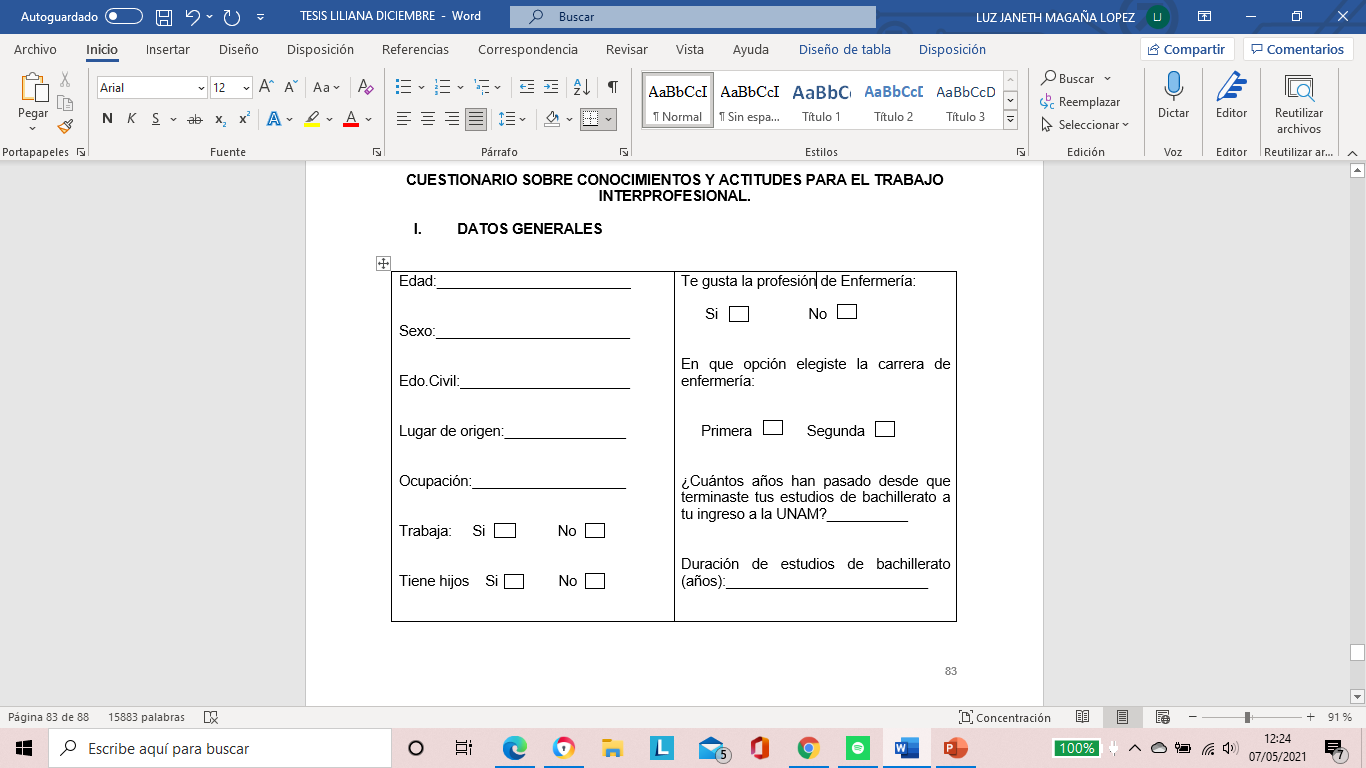 Autoguardado
TESIS LILIANA DICIEMBRE - Word
Buscar
LUZ JANETH MAGAÑA LOPEZ
LJ
Archivo Inicio Insertar Diseño Disposición Referencias Correspondencia Revisar Vista Ayuda Diseño de tabla Disposición
Compartir Comentarios
Arial 12
Pegar
N K S ab x₂ x²
AaBbCcI AaBbCcI AaBbC AaBbCcI AaBbCcD
¶ Normal ¶ Sin espa... Título 1 Título 2 Título 3
Buscar
Reemplazar
Seleccionar
Dictar
Editor
Reutilizar
archivos
Portapapeles Fuente Párrafo Estilos Edición Voz Editor Reutilizar ar...
CUESTIONARIO SOBRE CONOCIMIENTOS Y ACTITUDES PARA EL TRABAJO
INTERPROFESIONAL.
I. DATOS GENERALES
Edad:________________________
Sexo:________________________
Edo.Civil:_____________________
Lugar de origen:_______________
Ocupación:___________________
Trabaja: Si No
Tiene hijos Si No
Te gusta la profesión de Enfermería:
Si No
En que opción elegiste la carrera de
enfermería:
Primera Segunda
¿Cuántos años han pasado desde que
terminaste tus estudios de bachillerato a
tu ingreso a la UNAM?__________
Duración de estudios de bachillerato
(años):_________________________
83
Página 83 de 88 15883 palabras
Concentración
91 %
Escribe aquí para buscar
5
100%
12:24
07/05/2021
7